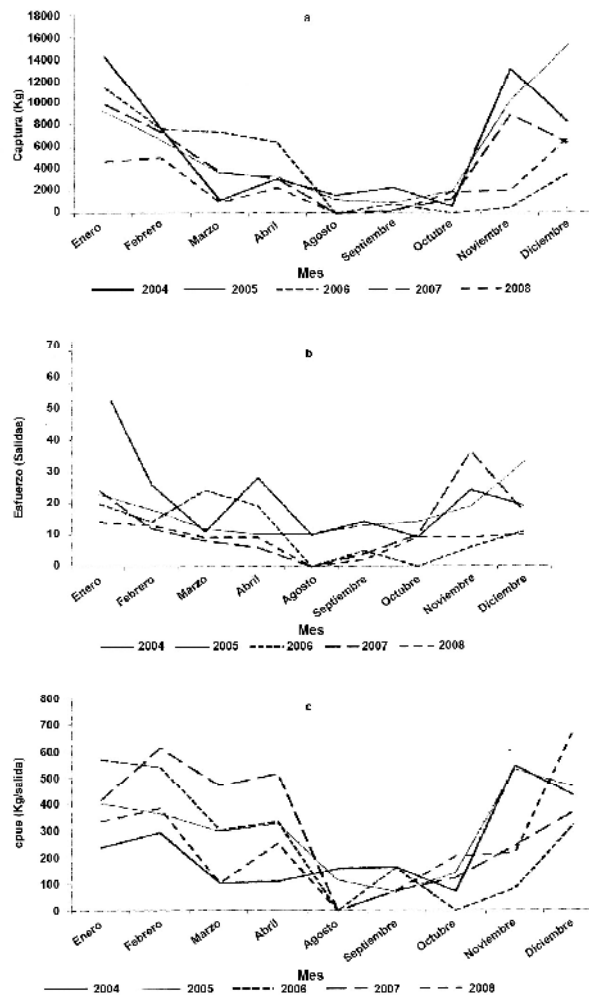 a
18000
16000
14000
12000
10000
8000
6000
4000
2000
0
Captura (Kg)
Enero Febrero Marzo Abril Agosto Septiembre Octubre Noviembre Diciembre
Mes
2004 2005 2006 2007 2008
b
70
60
50
40
30
20
10
0
Esfuerzo (Salidas)
Enero Febrero Marzo Abril Agosto Septiembre Octubre Noviembre Diciembre
Mes
2004 2005 2006 2007 2008
c
800
700
600
500
400
300
200
100
0
cpue (Kg/salida)
Enero Febrero Marzo Abril Agosto Septiembre Octubre Noviembre Diciembre
Mes
2004 2005 2006 2007 2008